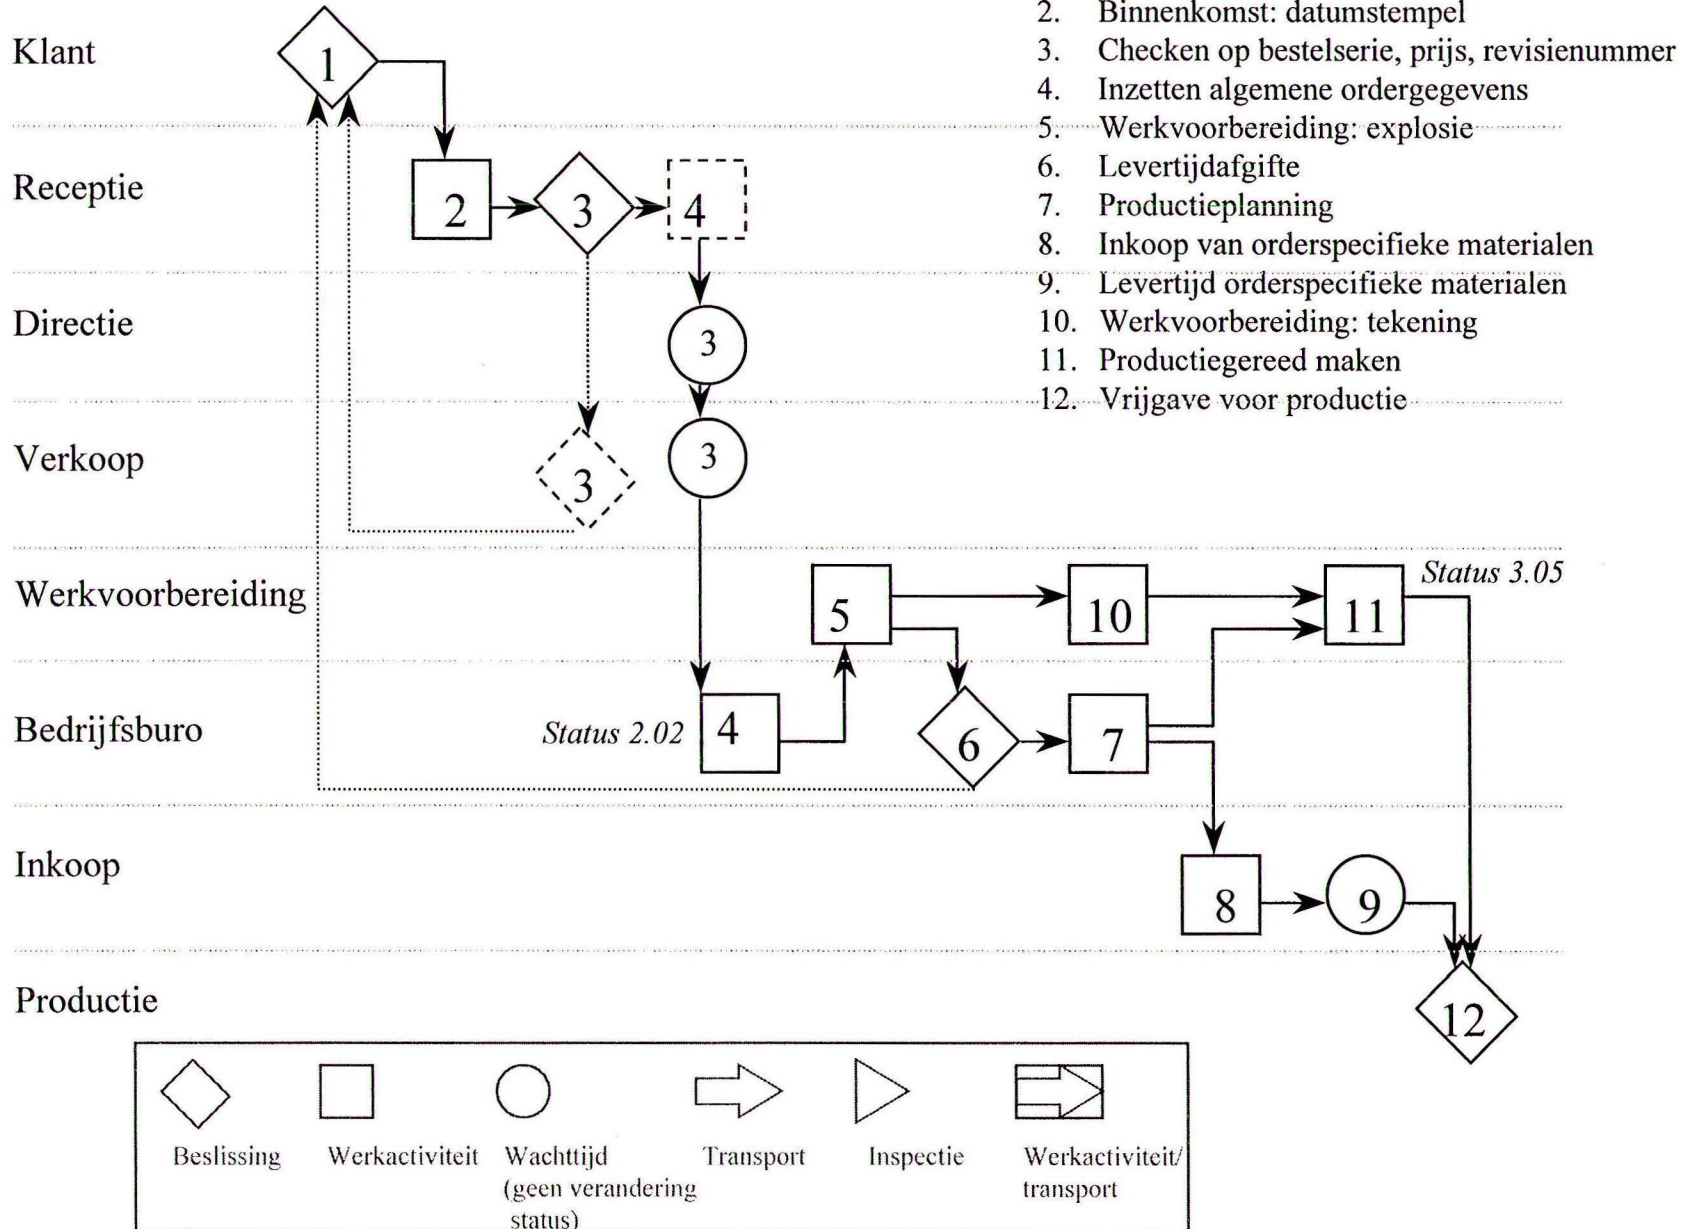 2. Binnenkomst: datumstempel
Klant
1
3. Checken op bestelserie, prijs, revisienummer
4. Inzetten algemene ordergegevens
5. Werkvoorbereiding: explosie
Receptie
2
3
4
6. Levertijdafgifte
7. Productieplanning
8. Inkoop van orderspecifieke materialen
9. Levertijd orderspecifieke materialen
Directie
3
10. Werkvoorbereiding: tekening
11. Productiegereed maken
12. Vrijgave voor productie
Verkoop
3
3
Werkvoorbereiding
5
10
11
Status 3.05
Bedrijfsburo
Status 2.02
4
6
7
Inkoop
8
9
Productie
12
Beslissing
Werkactiviteit
Wachttijd
(geen verandering
status)
Transport
Inspectie
Werkactiviteit/
transport